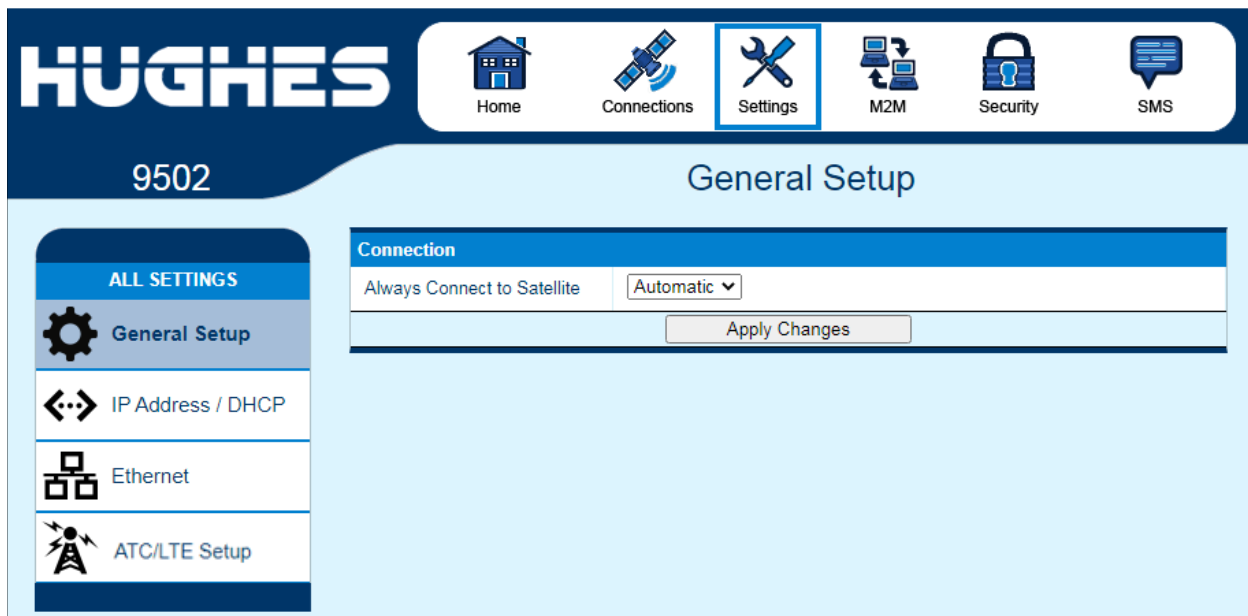 HUGHES
Home
Connections
Settings
M2M
Security
SMS
9502
General Setup
ALL SETTINGS
General Setup
IP Address / DHCP
Ethernet
ATC/LTE Setup
Connection
Always Connect to Satellite Automatic
Apply Changes